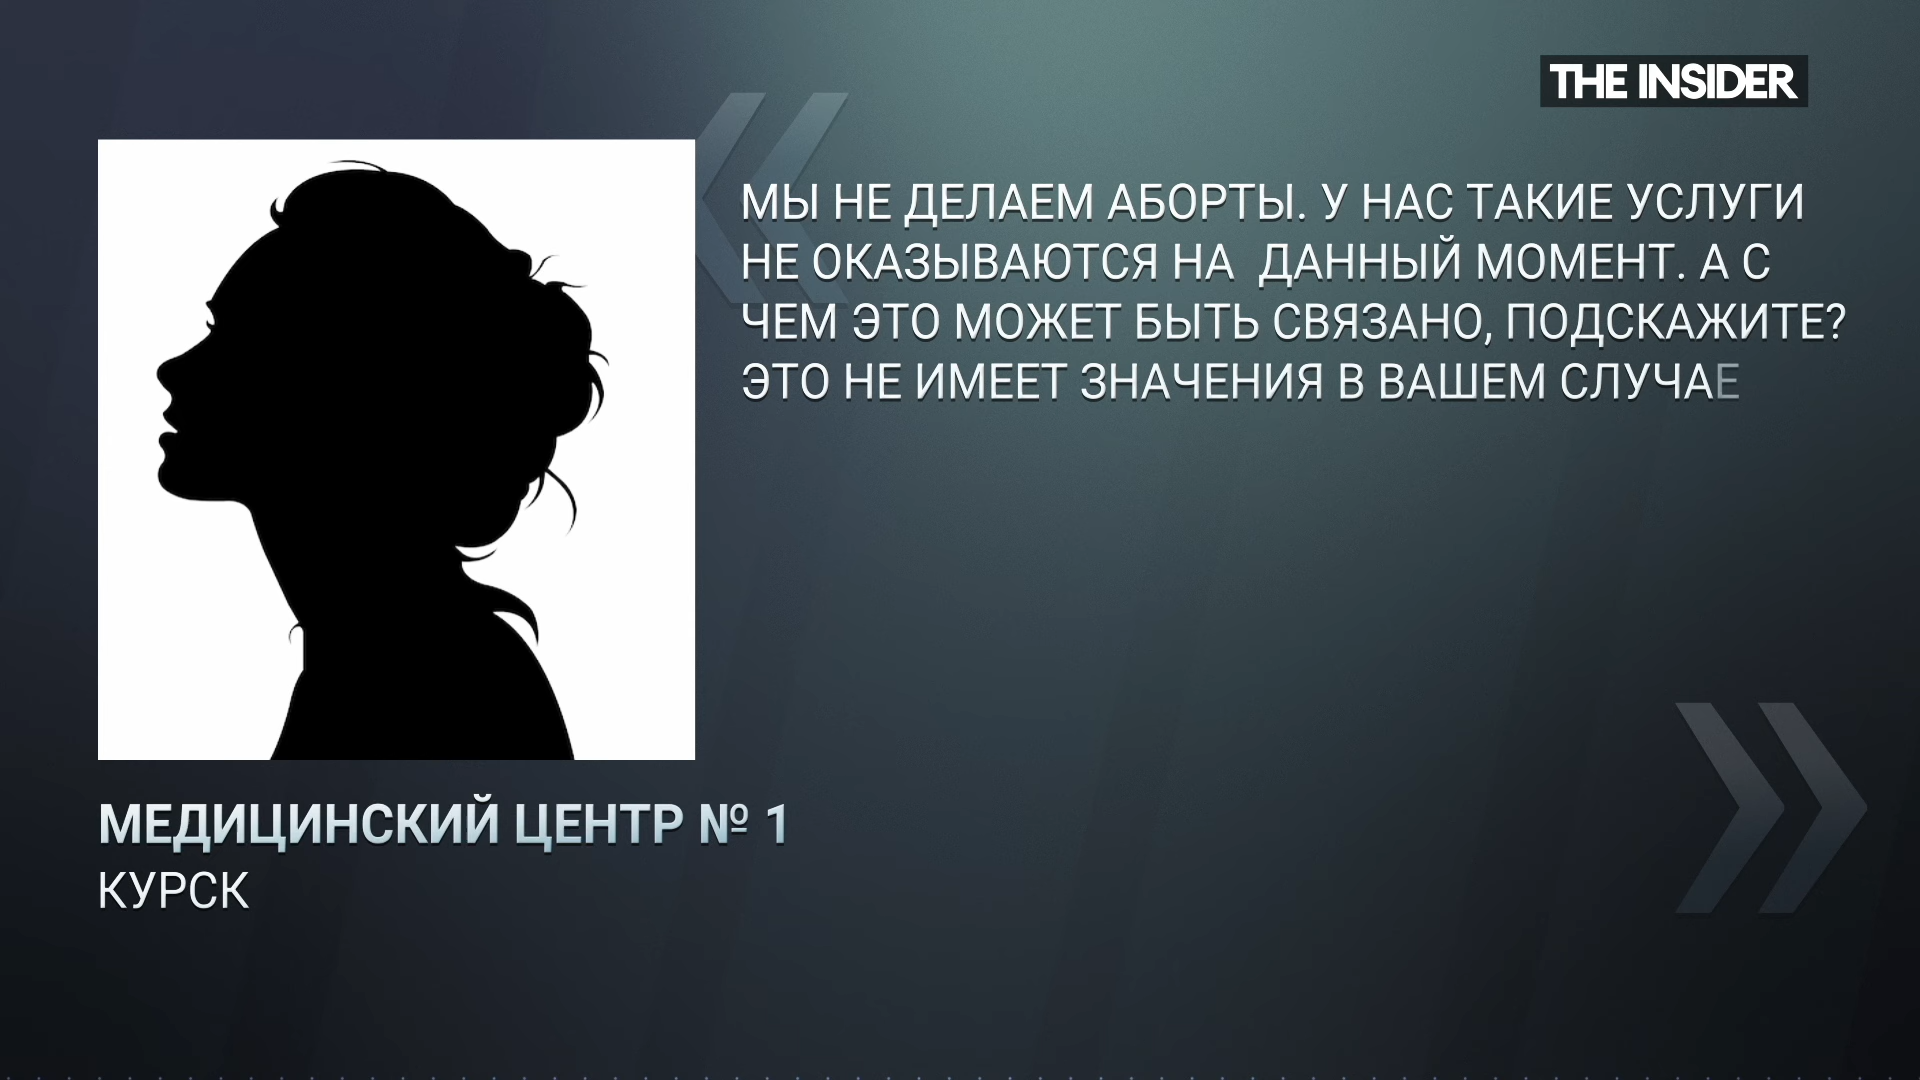 THE INSIDER
МЫ НЕ ДЕЛАЕМ АБОРТЫ. У НАС ТАКИЕ УСЛУГИ
НЕ ОКАЗЫВАЮТСЯ НА ДАННЫЙ МОМЕНТ. А С
ЧЕМ ЭТО МОЖЕТ БЫТЬ СВЯЗАНО, ПОДСКАЖИТЕ?
ЭТО НЕ ИМЕЕТ ЗНАЧЕНИЯ В ВАШЕМ СЛУЧАЕ
МЕДИЦИНСКИЙ ЦЕНТР № 1
КУРСК